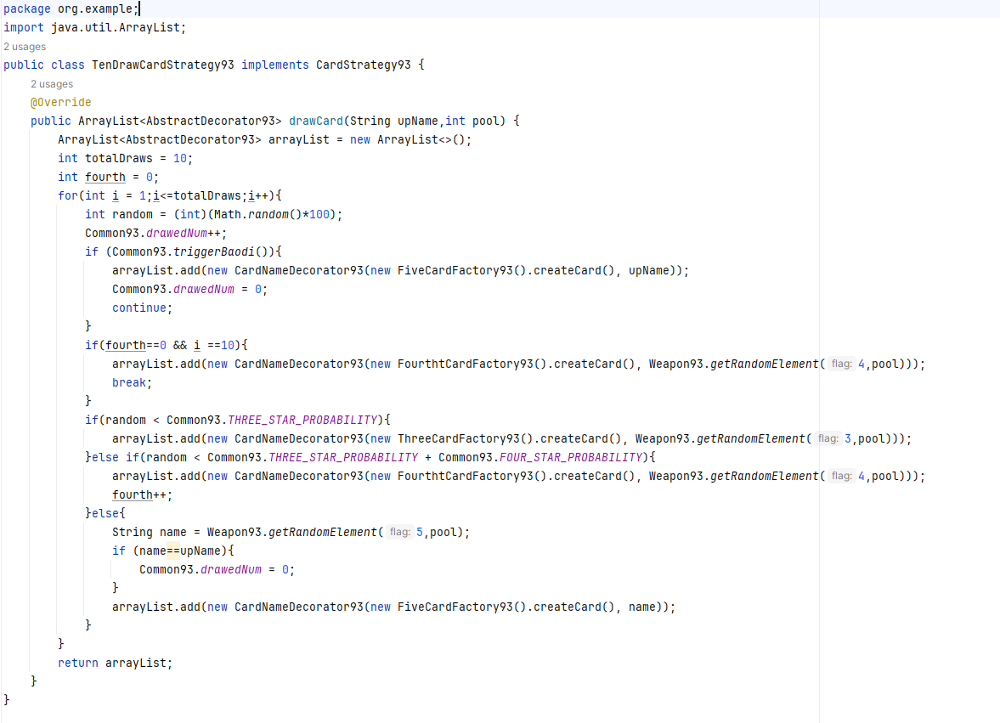 package org.example;
import java.util.ArrayList;
2 usages
public class TenDrawCardStrategy93 implements CardStrategy93 {
2 usages
@Override
public ArrayList<AbstractDecorator93> drawCard(String upName,int pool) {
ArrayList<AbstractDecorator93> arrayList = new ArrayList<>();
int totalDraws = 10;
int fourth = 0;
for(int i = 1;i<=totalDraws;i++){
int random = (int)(Math.random()*100);
Common93.drawedNum++;
if (Common93.triggerBaodi()){
arrayList.add(new CardNameDecorator93(new FiveCardFactory93().createCard(), upName));
Common93.drawedNum = 0;
continue;
}
if(fourth==0 && i ==10){
arrayList.add(new CardNameDecorator93(new FourthtCardFactory93().createCard(), Weapon93.getRandomElement( flag: 4,pool)));
break;
}
if(random < Common93.THREE_STAR_PROBABILITY){
arrayList.add(new CardNameDecorator93(new ThreeCardFactory93().createCard(), Weapon93.getRandomElement( flag: 3,pool)));
}else if(random < Common93.THREE_STAR_PROBABILITY + Common93.FOUR_STAR_PROBABILITY){
arrayList.add(new CardNameDecorator93(new FourthtCardFactory93().createCard(), Weapon93.getRandomElement( flag: 4,pool)));
fourth++;
}else{
String name = Weapon93.getRandomElement( flag: 5,pool);
if (name==upName){
Common93.drawedNum = 0;
}
arrayList.add(new CardNameDecorator93(new FiveCardFactory93().createCard(), name));
}
}
return arrayList;
}
}